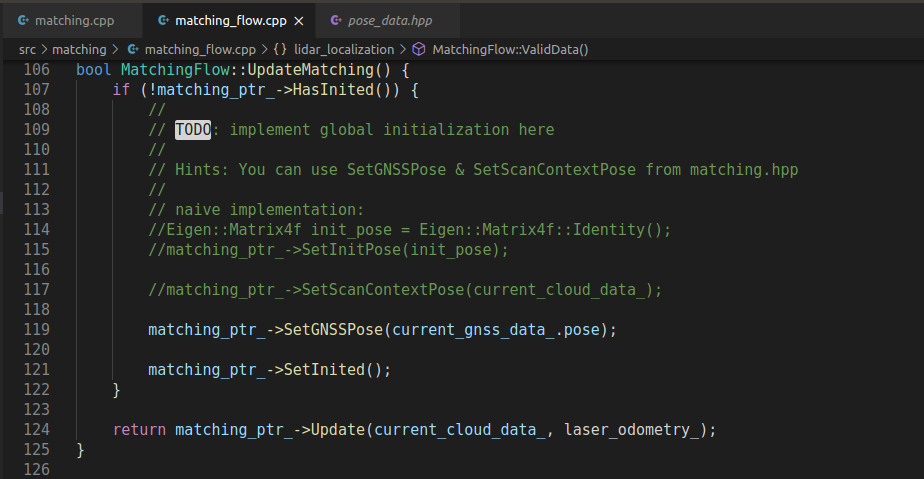 matching.cpp matching_flow.cpp pose_data.hpp
src > matching > matching_flow.cpp > {} lidar_localization > MatchingFlow::ValidData()
106 bool MatchingFlow::UpdateMatching() {
107 if (!matching_ptr_->HasInited()) {
108 //
109 // TODO: implement global initialization here
110 //
111 // Hints: You can use SetGNSSPose & SetScanContextPose from matching.hpp
112 //
113 // naive implementation:
114 //Eigen::Matrix4f init_pose = Eigen::Matrix4f::Identity();
115 //matching_ptr_->SetInitPose(init_pose);
116
117 //matching_ptr_->SetScanContextPose(current_cloud_data_);
118
119 matching_ptr_->SetGNSSPose(current_gnss_data_.pose);
120
121 matching_ptr_->SetInited();
122 }
123
124 return matching_ptr_->Update(current_cloud_data_, laser_odometry_);
125 }
126